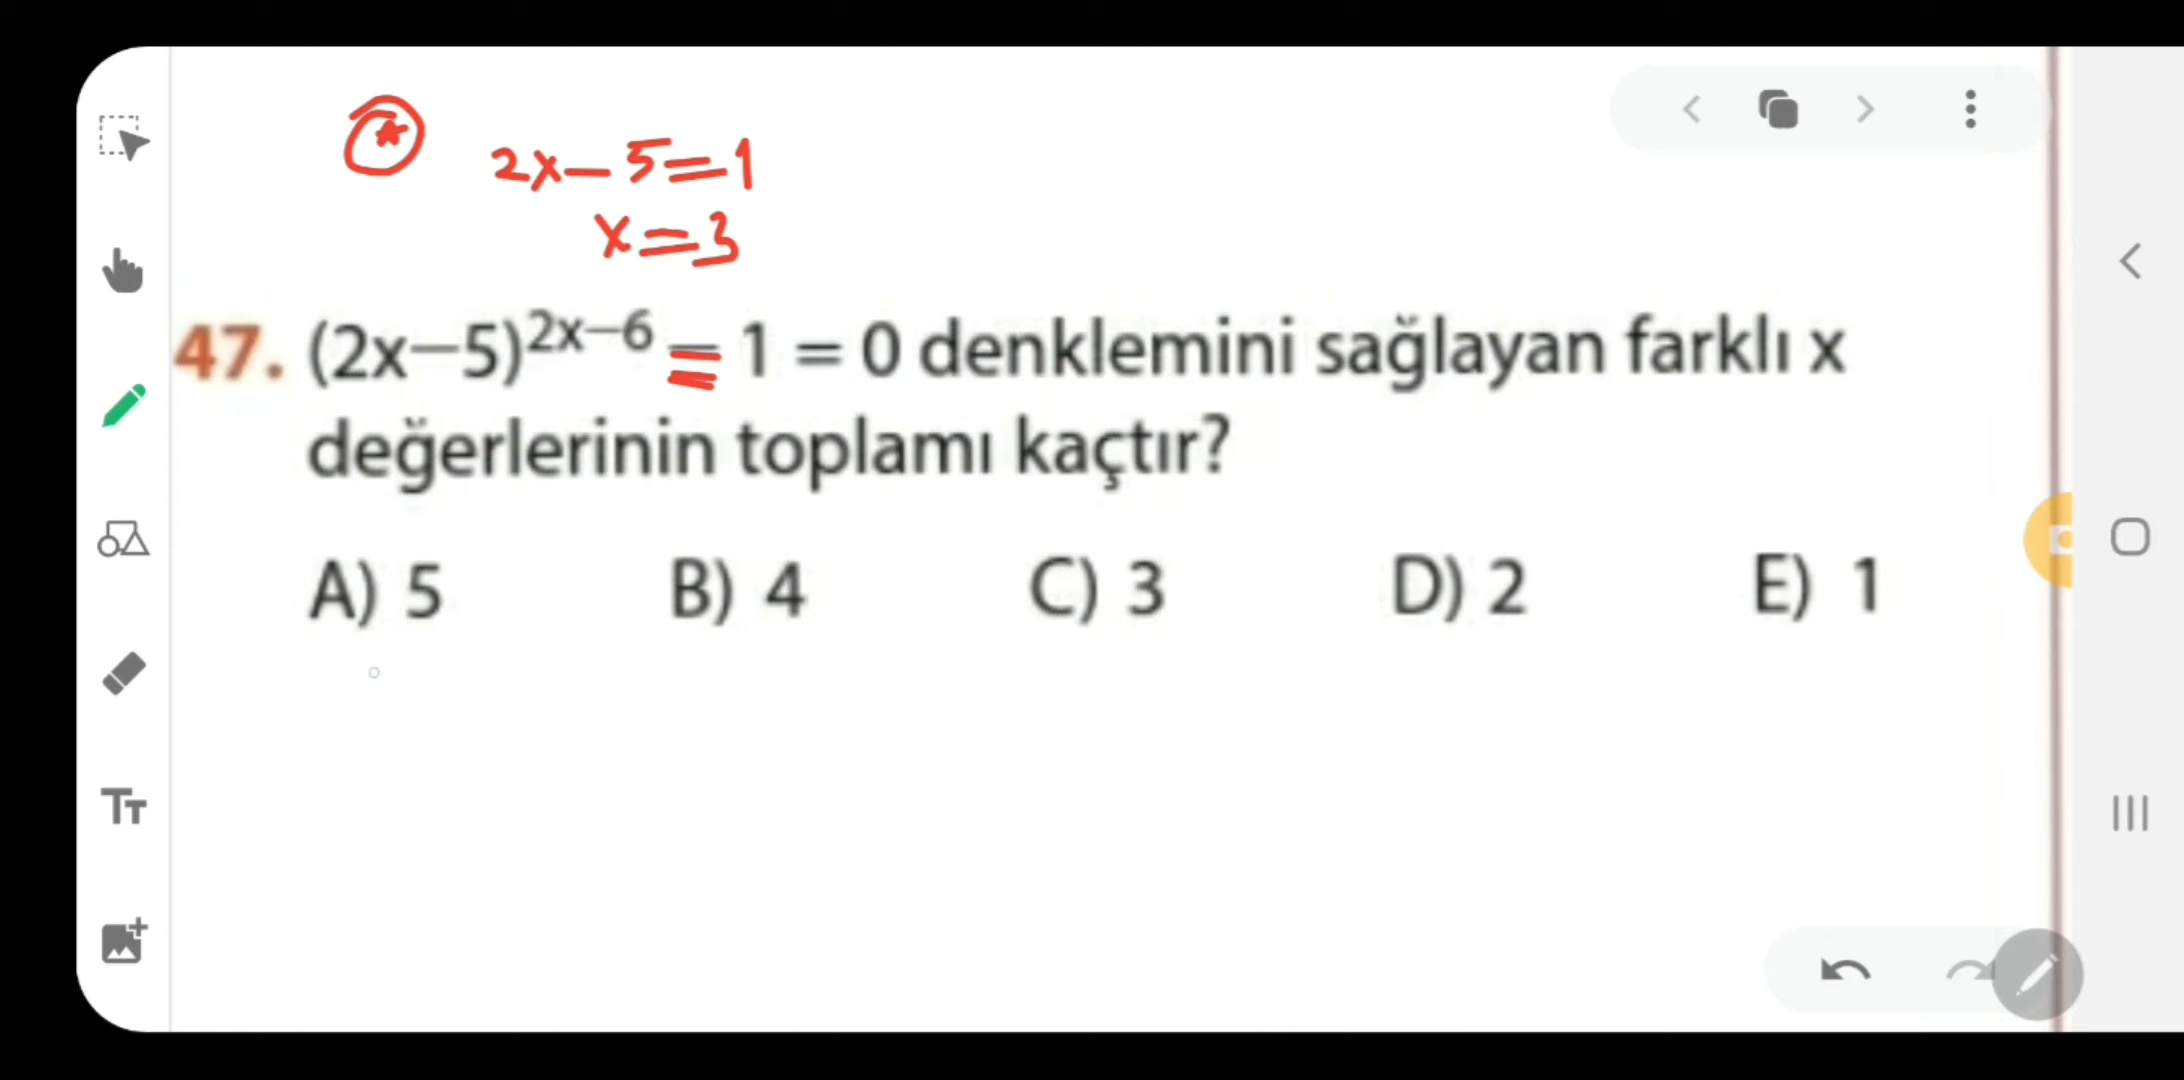 2x-5=1
x=3
47. (2x-5)^{2x-6} = 1 = 0 denklemini sağlayan farklı x
değerlerinin toplamı kaçtır?
A) 5 B) 4 C) 3 D) 2 E) 1
TT